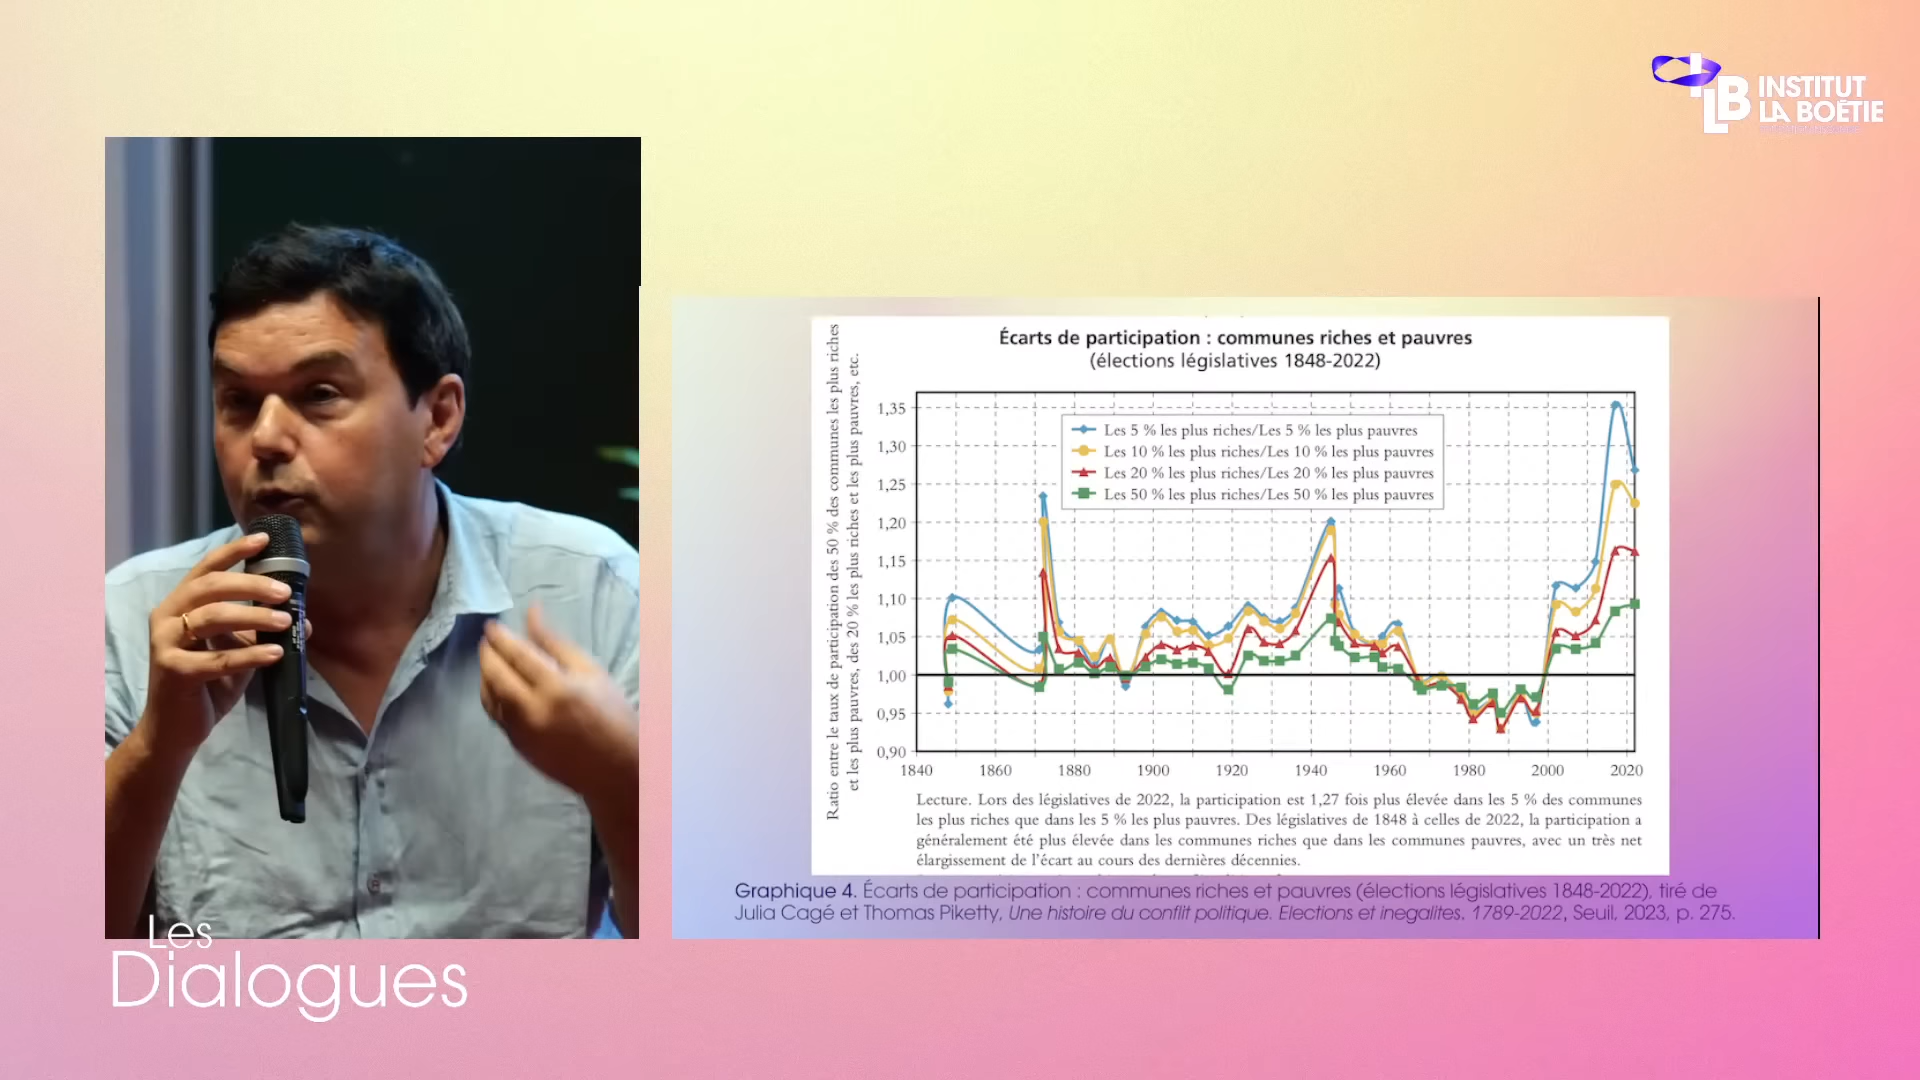 INSTITUT
LA BOÉTIE
ILB
Écarts de participation : communes riches et pauvres
(élections législatives 1848-2022)
Ratio entre le taux de participation des 50 % des communes les plus riches
et les plus pauvres, des 20 % les plus riches et les plus pauvres, etc.
1,35
1,30
1,25
1,20
1,15
1,10
1,05
1,00
0,95
0,90
Les 5 % les plus riches/Les 5 % les plus pauvres
Les 10 % les plus riches/Les 10 % les plus pauvres
Les 20 % les plus riches/Les 20 % les plus pauvres
Les 50 % les plus riches/Les 50 % les plus pauvres
1840 1860 1880 1900 1920 1940 1960 1980 2000 2020
Lecture. Lors des législatives de 2022, la participation est 1,27 fois plus élevée dans les 5 % des communes
les plus riches que dans les 5 % les plus pauvres. Des législatives de 1848 à celles de 2022, la participation a
généralement été plus élevée dans les communes riches que dans les communes pauvres, avec un très net
élargissement de l'écart au cours des dernières décennies.
Graphique 4. Écarts de participation : communes riches et pauvres (élections législatives 1848-2022), tiré de
Julia Cagé et Thomas Piketty, Une histoire du conflit politique. Elections et inegalites. 1789-2022, Seuil, 2023, p. 275.
Les
Dialogues